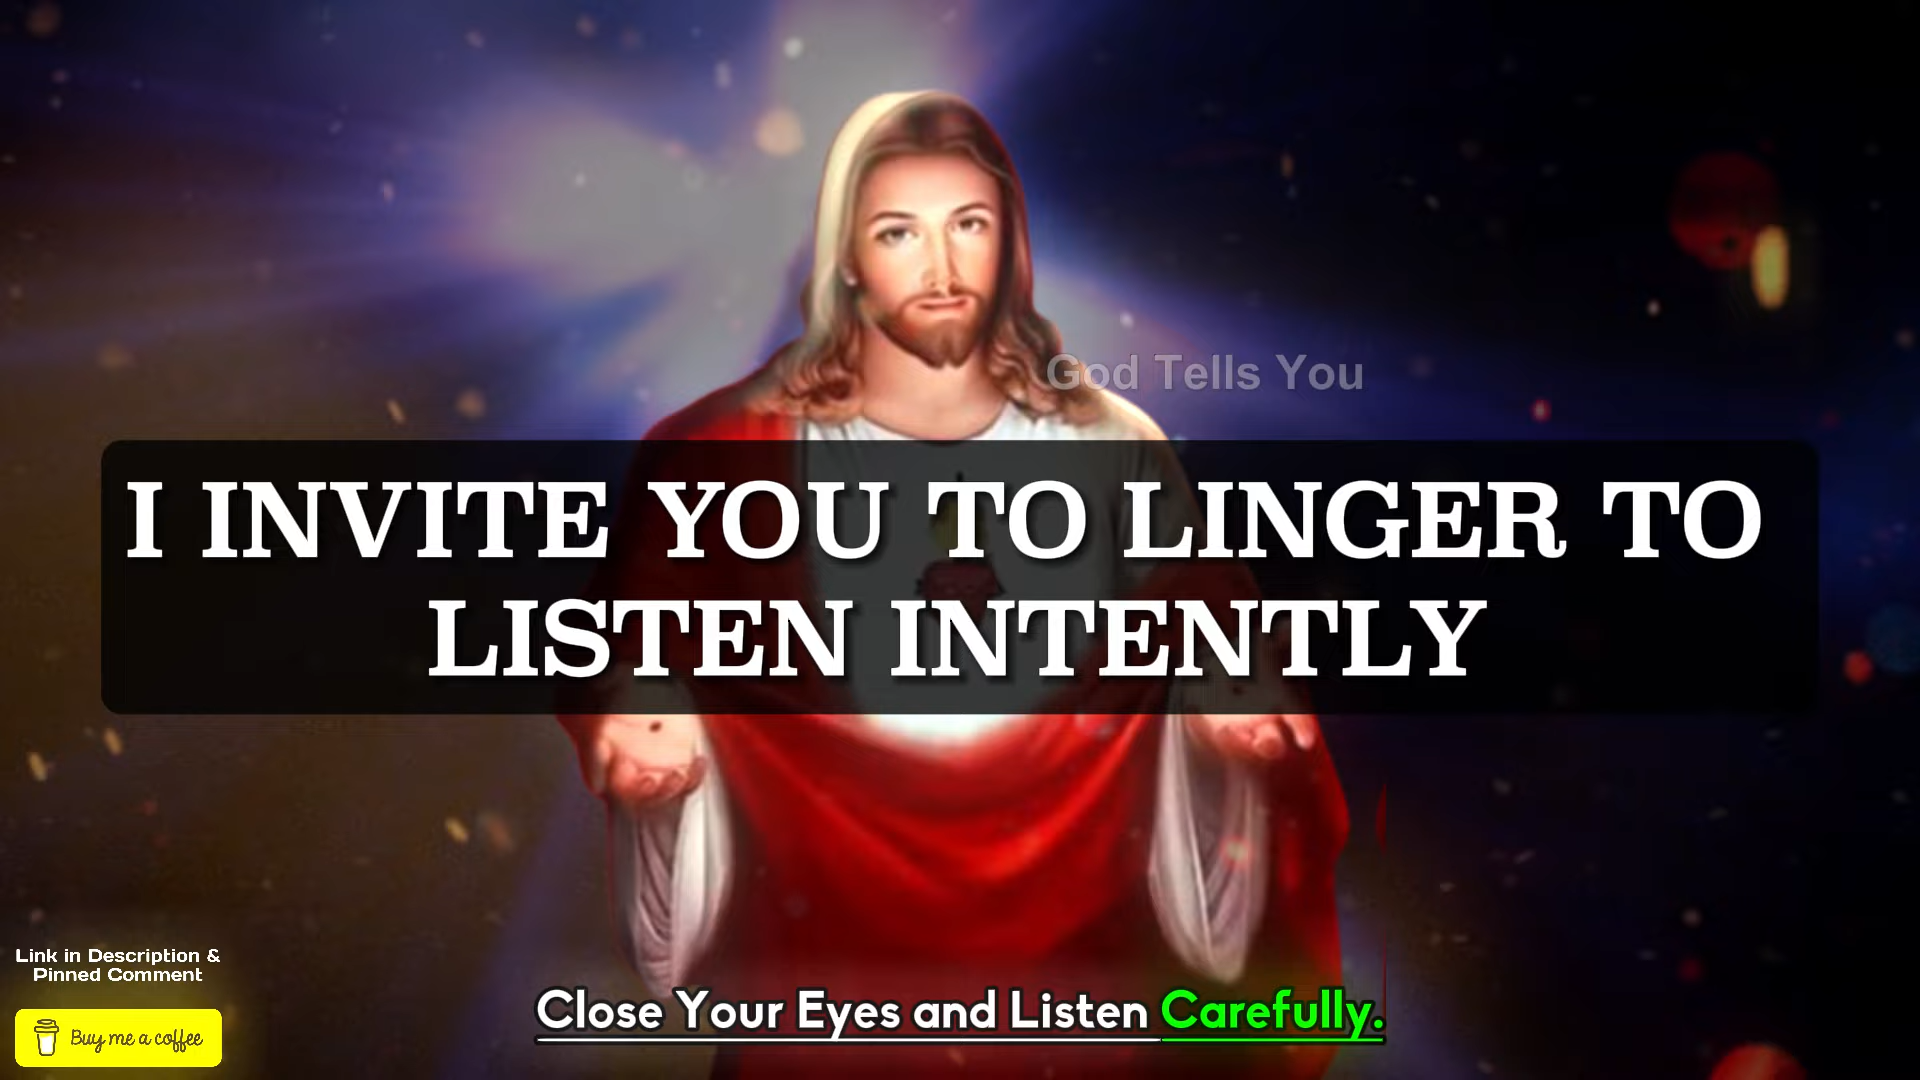 God Tells You
I INVITE YOU TO LINGER TO
LISTEN INTENTLY
Link in Description &
Pinned Comment
Buy me a coffee
Close Your Eyes and Listen Carefully.